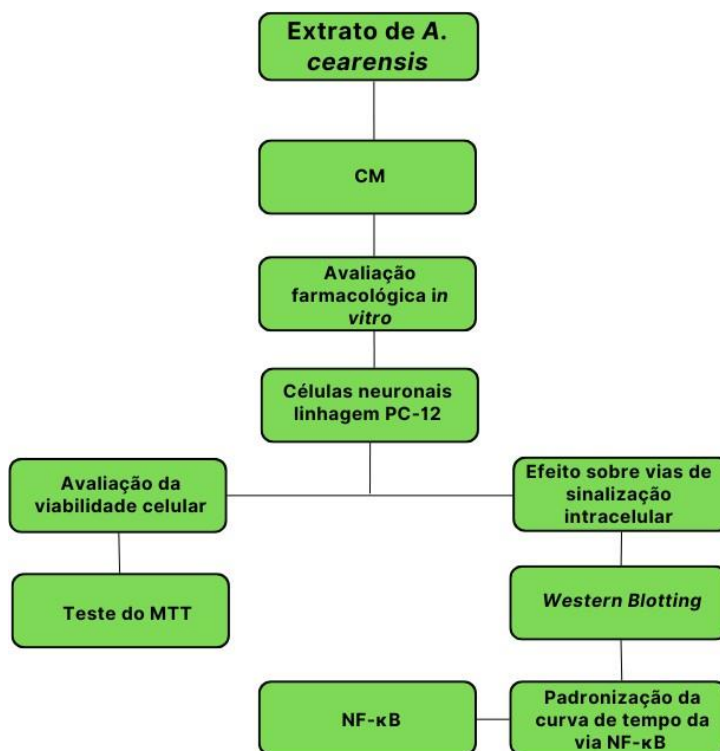 Extrato de A.
cearensis
CM
Avaliação
farmacológica in
vitro
Células neuronais
linhagem PC-12
Avaliação da
viabilidade celular
Efeito sobre vias de
sinalização
intracelular
Teste do MTT
Western Blotting
NF-κB
Padronização da
curva de tempo da
via NF-κB